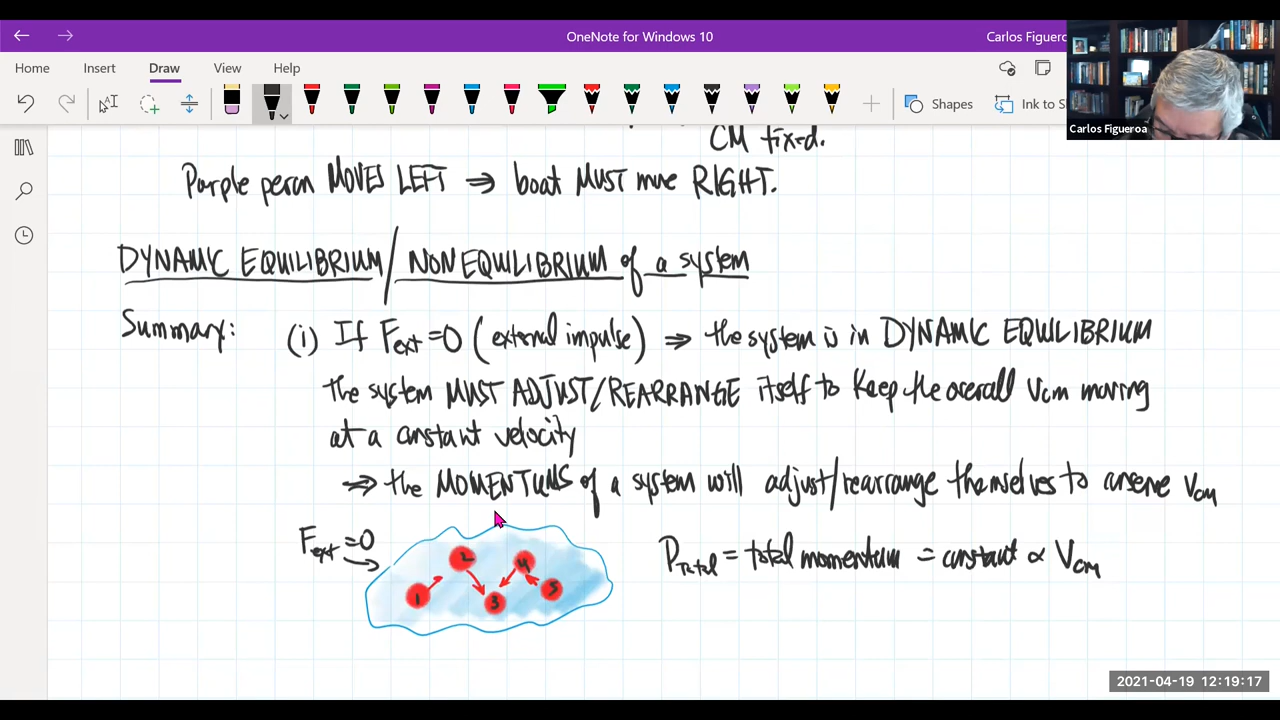 OneNote for Windows 10
Carlos Figueroa
Home Insert Draw View Help
Shapes
Ink to S
Carlos Figueroa
CM fixed.
Purple person MOVES LEFT ⇒ boat MUST move RIGHT.
DYNAMIC EQUILIBRIUM/NONEQUILIBRIUM of a system
Summary: (i) If Fext=0 (external impulse) ⇒ the system is in DYNAMIC EQUILIBRIUM
the system MUST ADJUST/REARRANGE itself to keep the overall Vcm moving
at a constant velocity
⇒ the MOMENTUMS of a system will adjust/rearrange themselves to conserve Vcm
Fext=0
1 2 3 4 5
PTotal = total momentum = constant ∝ Vcm
2021-04-19 12:19:17